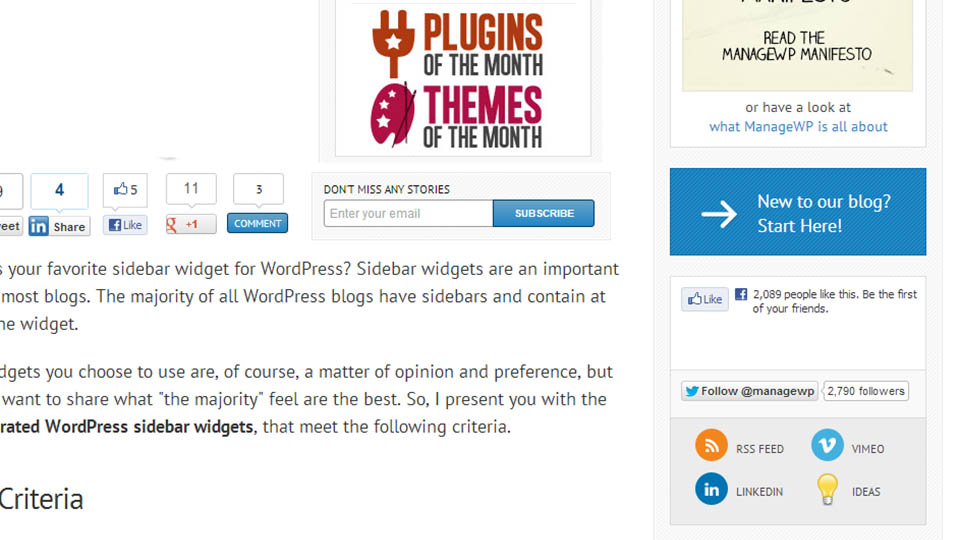 PLUGINS
OF THE MONTH
THEMES
OF THE MONTH
MANIFESTO
READ THE
MANAGEWP MANIFESTO
or have a look at
what ManageWP is all about
4
5
11
3
in Share
Like
g +1
COMMENT
DON'T MISS ANY STORIES
Enter your email
SUBSCRIBE
New to our blog?
Start Here!
your favorite sidebar widget for WordPress? Sidebar widgets are an important
most blogs. The majority of all WordPress blogs have sidebars and contain at
widget.
you choose to use are, of course, a matter of opinion and preference, but
want to share what "the majority" feel are the best. So, I present you with the
rated WordPress sidebar widgets, that meet the following criteria.
Criteria
Like
2,089 people like this. Be the first
of your friends.
Follow @managewp
2,790 followers
RSS FEED
VIMEO
in LINKEDIN
IDEAS